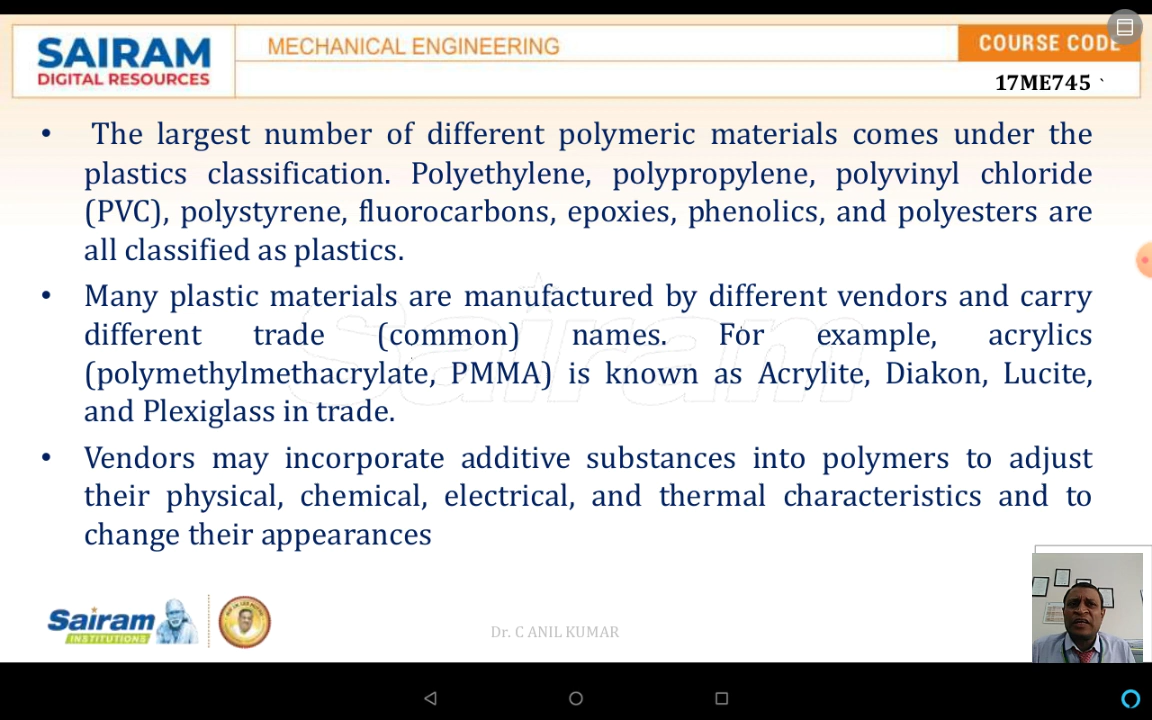 SAIRAM
DIGITAL RESOURCES
MECHANICAL ENGINEERING
COURSE CODE
17ME745 `
• The largest number of different polymeric materials comes under the
plastics classification. Polyethylene, polypropylene, polyvinyl chloride
(PVC), polystyrene, fluorocarbons, epoxies, phenolics, and polyesters are
all classified as plastics.
• Many plastic materials are manufactured by different vendors and carry
different trade (common) names. For example, acrylics
(polymethylmethacrylate, PMMA) is known as Acrylite, Diakon, Lucite,
and Plexiglass in trade.
• Vendors may incorporate additive substances into polymers to adjust
their physical, chemical, electrical, and thermal characteristics and to
change their appearances
Sairam
Sairam
INSTITUTIONS
Dr. C ANIL KUMAR